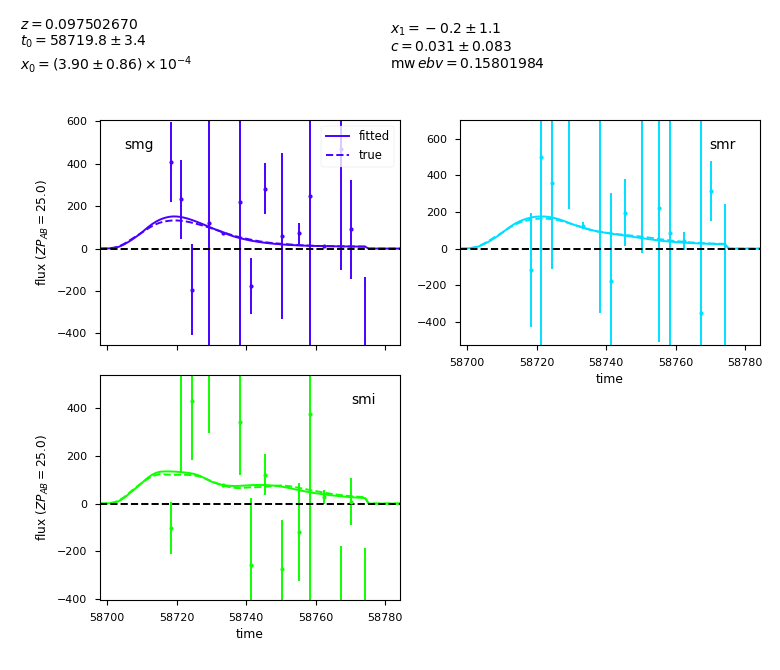 z = 0.097502670
t₀ = 58719.8 ± 3.4
x₀ = (3.90 ± 0.86) × 10⁻⁴
x₁ = −0.2 ± 1.1
c = 0.031 ± 0.083
mw ebv = 0.15801984
smg
fitted
true
600
400
200
0
−200
−400
flux (ZP_AB = 25.0)
smr
600
400
200
0
−200
−400
58700 58720 58740 58760 58780
time
smi
400
200
0
−200
−400
flux (ZP_AB = 25.0)
58700 58720 58740 58760 58780
time